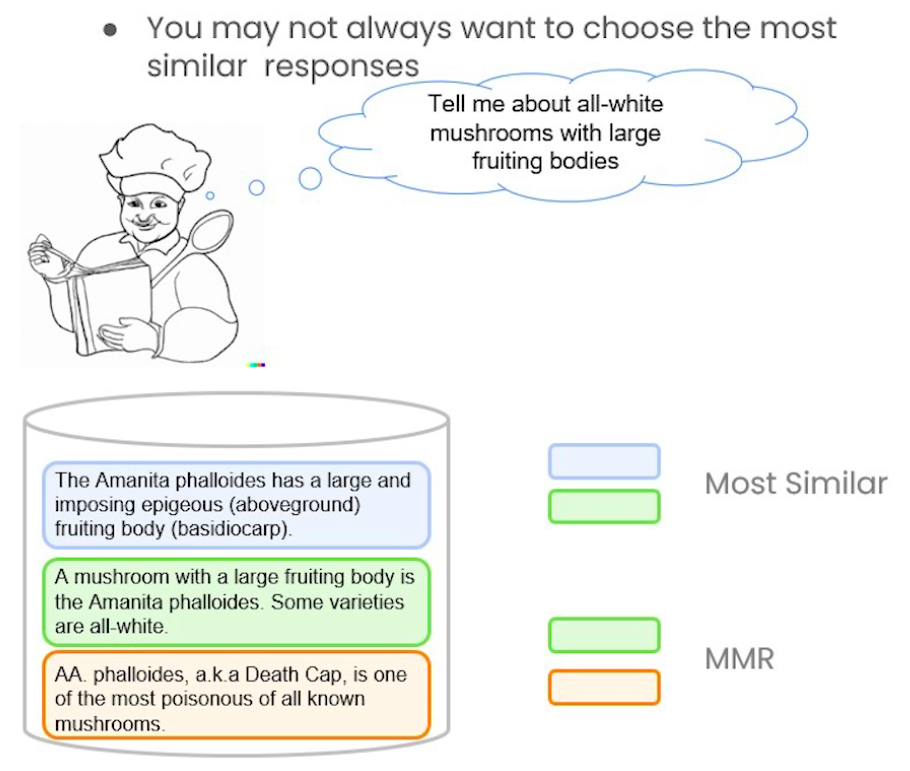 ● You may not always want to choose the most
similar responses
Tell me about all-white
mushrooms with large
fruiting bodies
The Amanita phalloides has a large and
imposing epigeous (aboveground)
fruiting body (basidiocarp).
A mushroom with a large fruiting body is
the Amanita phalloides. Some varieties
are all-white.
AA. phalloides, a.k.a Death Cap, is one
of the most poisonous of all known
mushrooms.
Most Similar
MMR